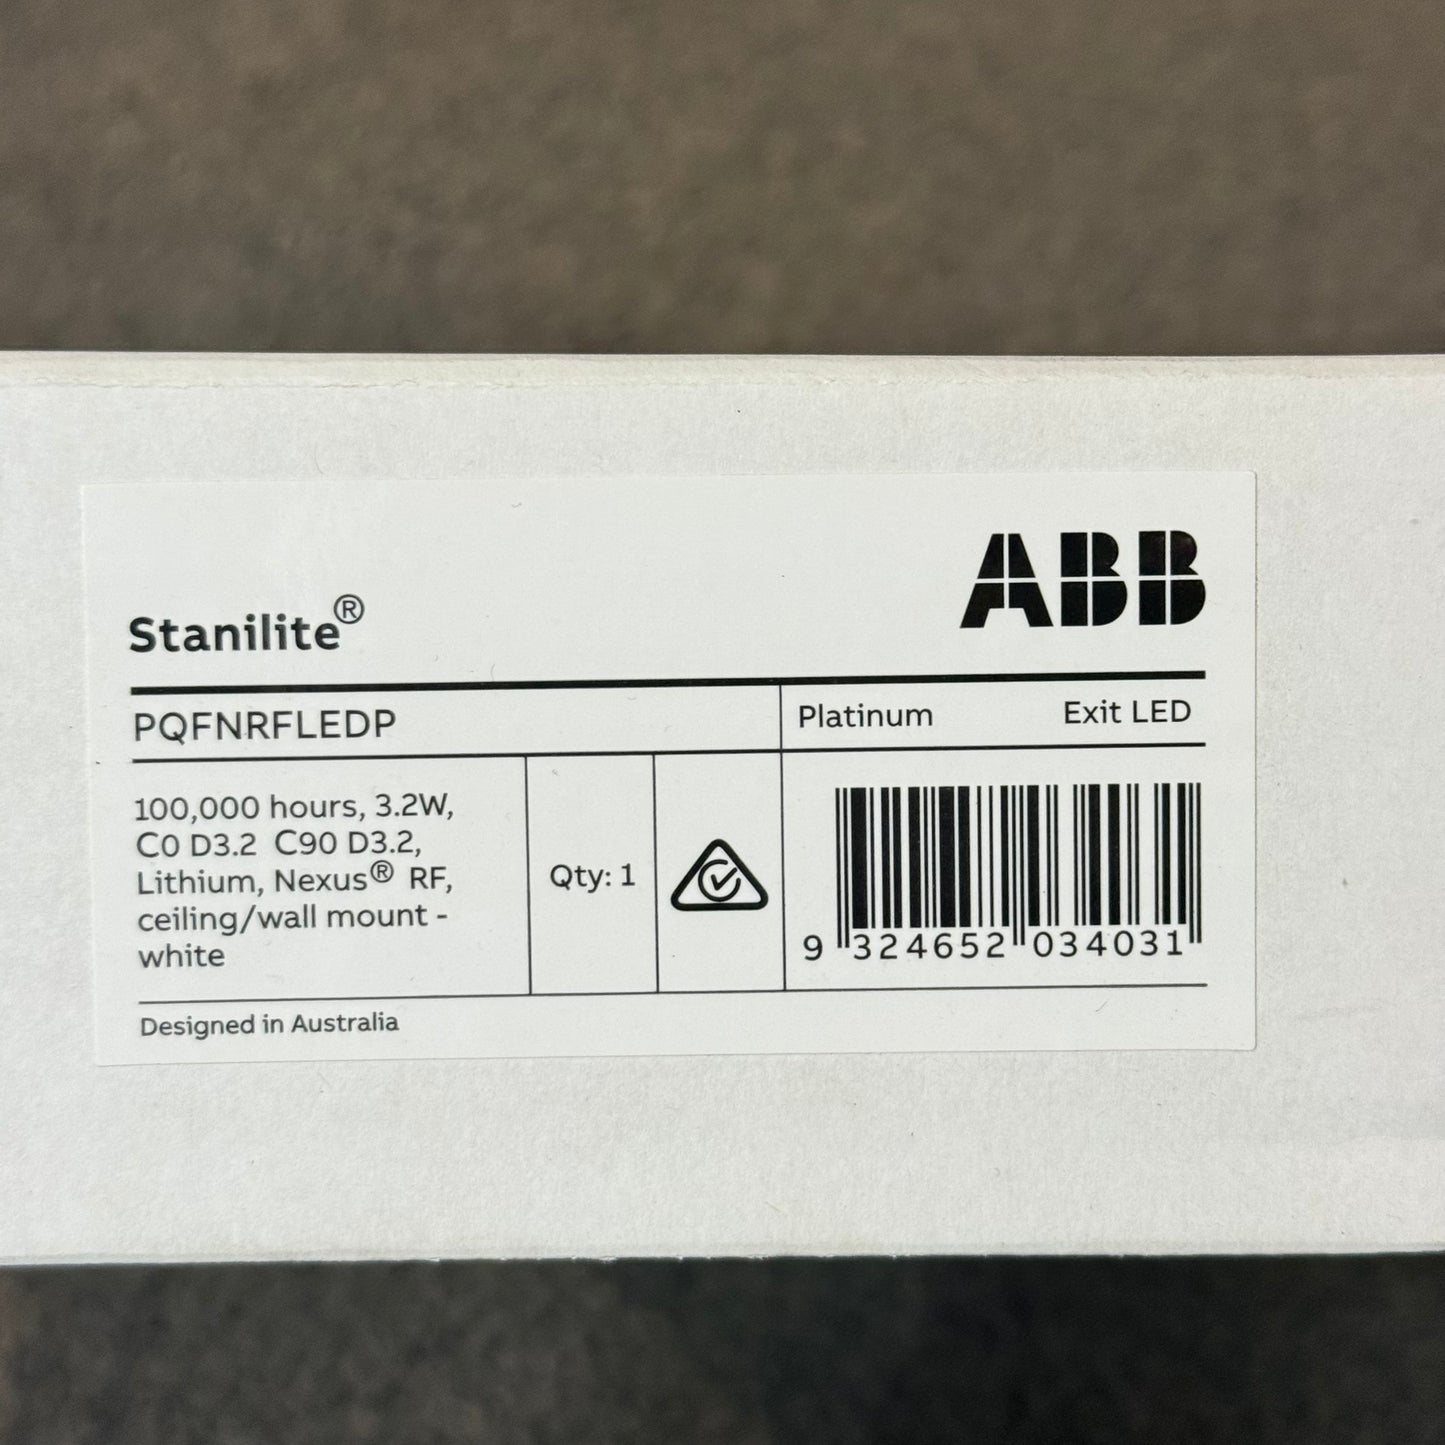 ABB
Stanilite®
PQFNRFLEDP
Platinum Exit LED
100,000 hours, 3.2W,
C0 D3.2 C90 D3.2,
Lithium, Nexus® RF,
ceiling/wall mount -
white
Qty: 1
9 324652 034031
Designed in Australia